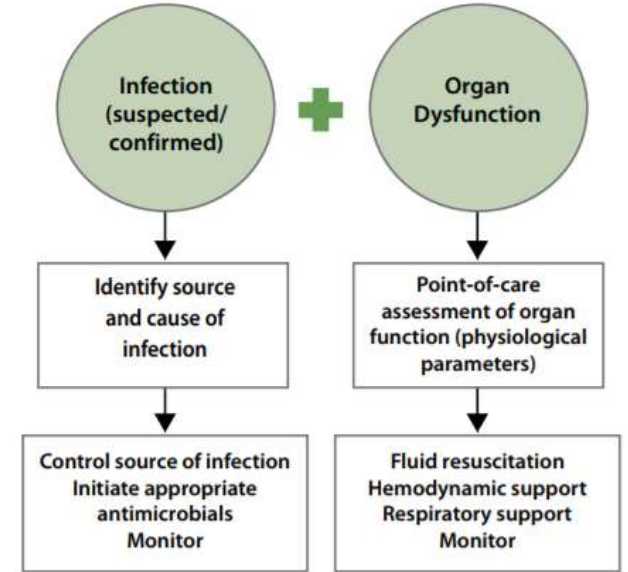 Infection
(suspected/
confirmed)
Organ
Dysfunction
Identify source
and cause of
infection
Point-of-care
assessment of organ
function (physiological
parameters)
Control source of infection
Initiate appropriate
antimicrobials
Monitor
Fluid resuscitation
Hemodynamic support
Respiratory support
Monitor